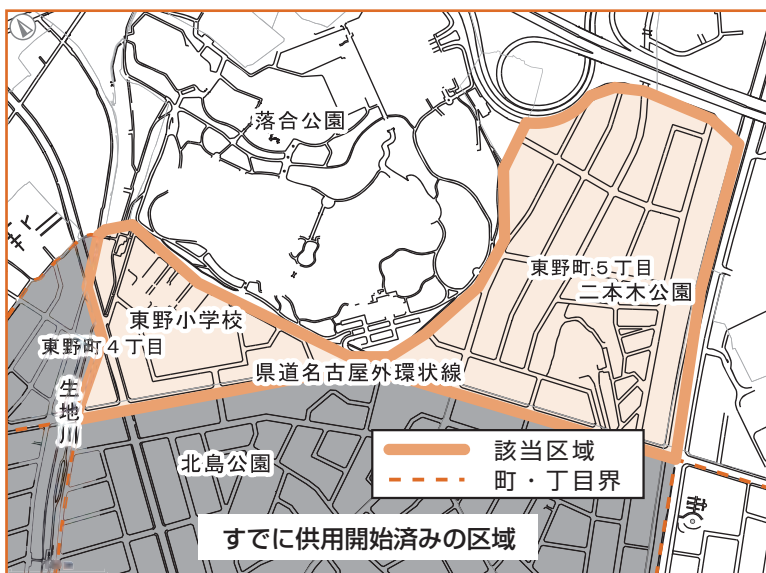 落合公園
東野町5丁目
二本木公園
東野小学校
東野町4丁目
県道名古屋外環状線
生地川
北島公園
該当区域
町・丁目界
すでに供用開始済みの区域